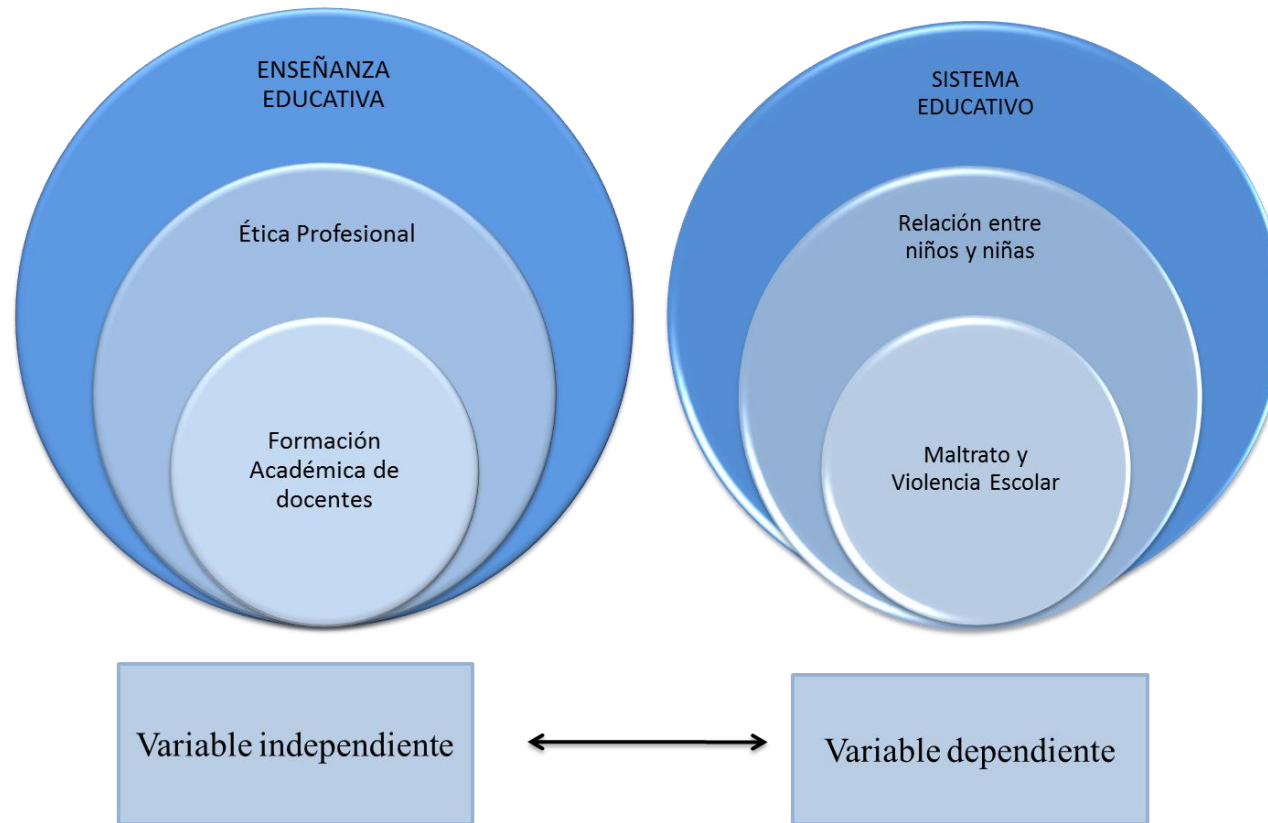 ENSEÑANZA
EDUCATIVA
Ética Profesional
Formación
Académica de
docentes
SISTEMA
EDUCATIVO
Relación entre
niños y niñas
Maltrato y
Violencia Escolar
Variable independiente
Variable dependiente